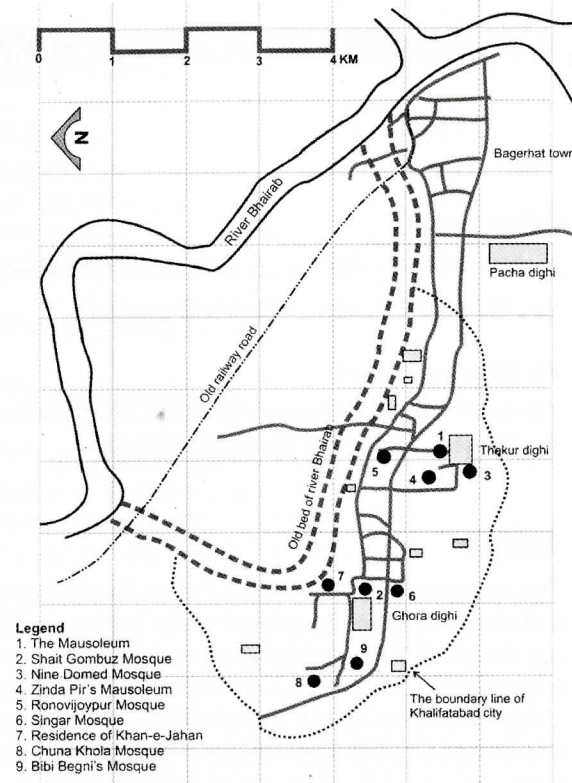 0 1 2 3 4 KM
N
Bagerhat town
River Bhairab
Pacha dighi
Old railway road
Old bed of river Bhairab
1
Thakur dighi
5
4
3
7
2
6
Ghora dighi
9
8
The boundary line of
Khalifatabad city
Legend
1. The Mausoleum
2. Shait Gombuz Mosque
3. Nine Domed Mosque
4. Zinda Pir's Mausoleum
5. Ronovijoypur Mosque
6. Singar Mosque
7. Residence of Khan-e-Jahan
8. Chuna Khola Mosque
9. Bibi Begni's Mosque